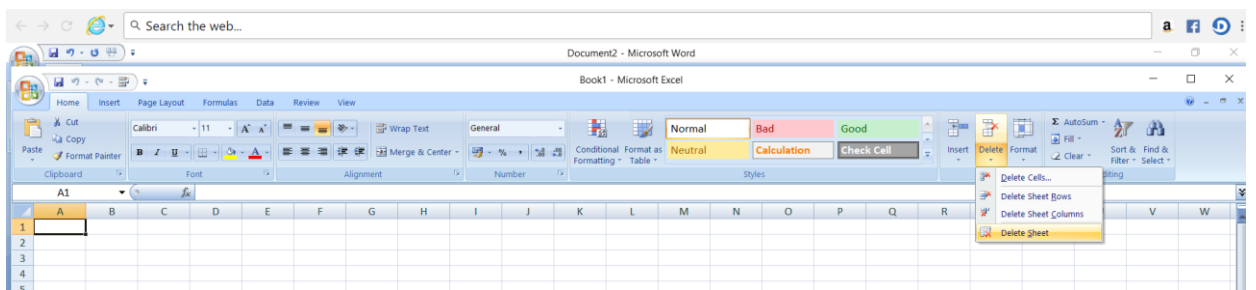 Search the web...
a
Document2 - Microsoft Word
Book1 - Microsoft Excel
Home Insert Page Layout Formulas Data Review View
Paste
Cut
Copy
Format Painter
Clipboard
Calibri 11 A A
B I U A
Font
Wrap Text
Merge & Center
Alignment
General
% ,
Number
Conditional Formatting
Format as Table
Normal Bad Good
Neutral Calculation Check Cell
Styles
Insert Delete Format
Σ AutoSum
Fill
Clear
Sort & Filter
Find & Select
diting
Delete Cells...
Delete Sheet Rows
Delete Sheet Columns
Delete Sheet
A1 fx
A B C D E F G H I J K L M N O P Q R V W
1
2
3
4
5